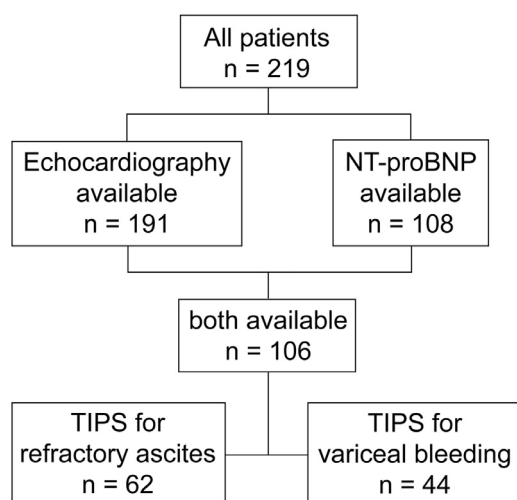 All patients
n = 219
Echocardiography
available
n = 191
NT-proBNP
available
n = 108
both available
n = 106
TIPS for
refractory ascites
n = 62
TIPS for
variceal bleeding
n = 44